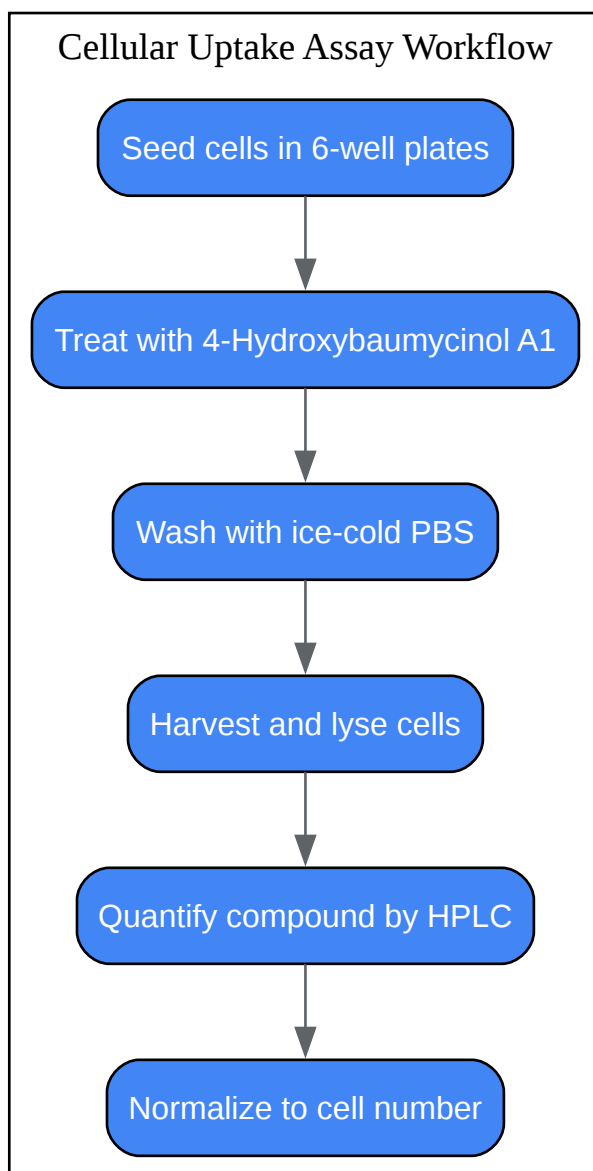 Cellular Uptake Assay Workflow
Seed cells in 6-well plates
Treat with 4-Hydroxybaumycinol A1
Wash with ice-cold PBS
Harvest and lyse cells
Quantify compound by HPLC
Normalize to cell number